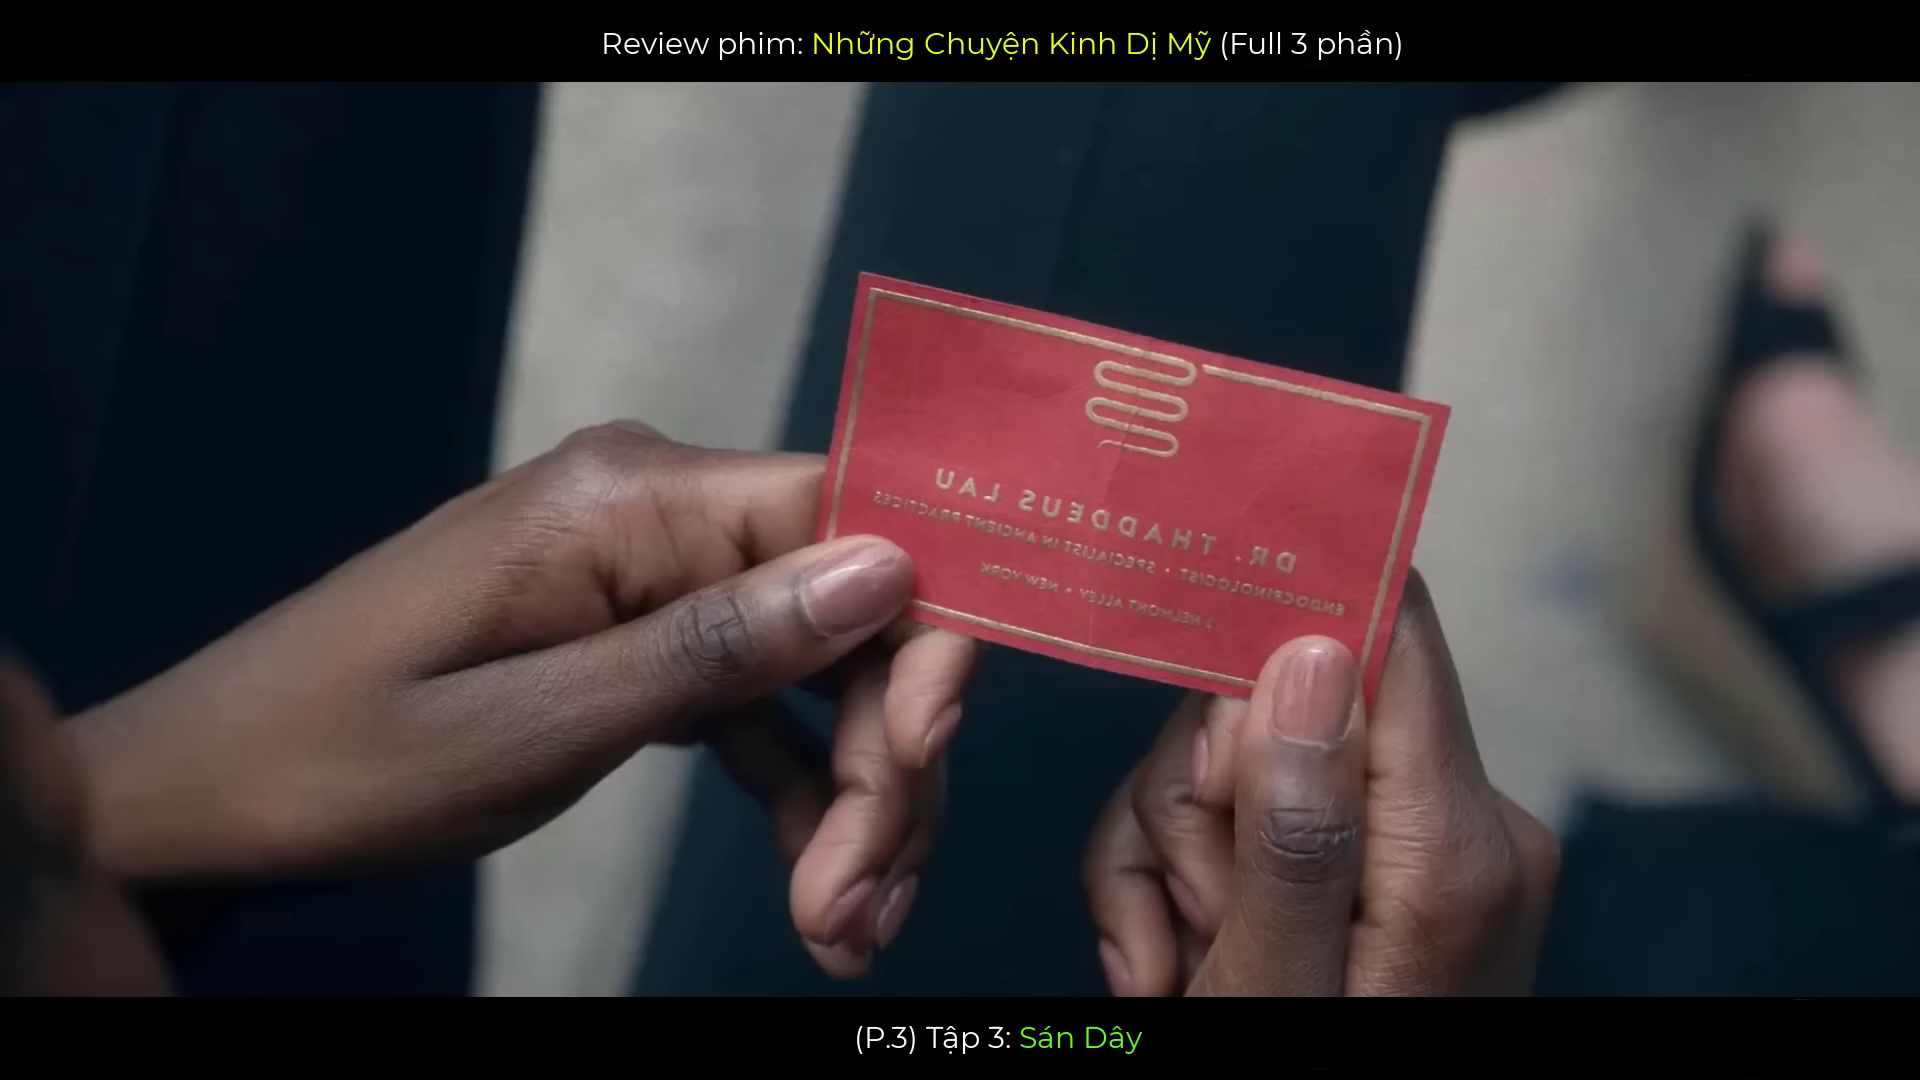 Review phim: Những Chuyện Kinh Dị Mỹ (Full 3 phần)
DR. THADDEUS LAU
ENDOCRINOLOGIST • SPECIALIST IN ANCIENT PRACTICES
HELMONT ALLEY • NEW YORK
(P.3) Tập 3: Sán Dây